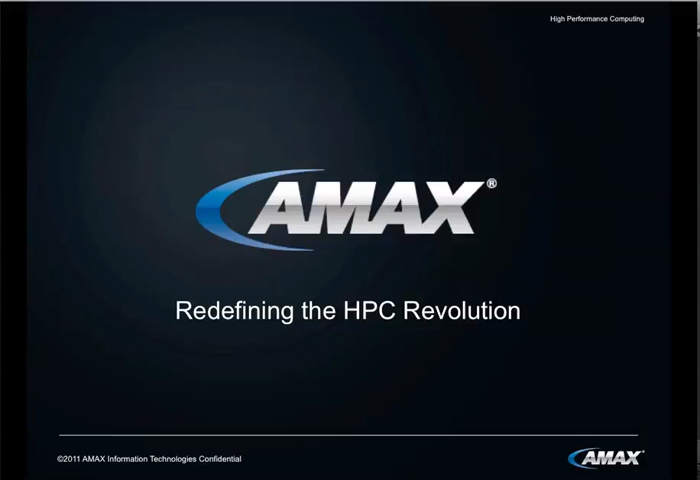 High Performance Computing
AMAX®
Redefining the HPC Revolution
©2011 AMAX Information Technologies Confidential
AMAX